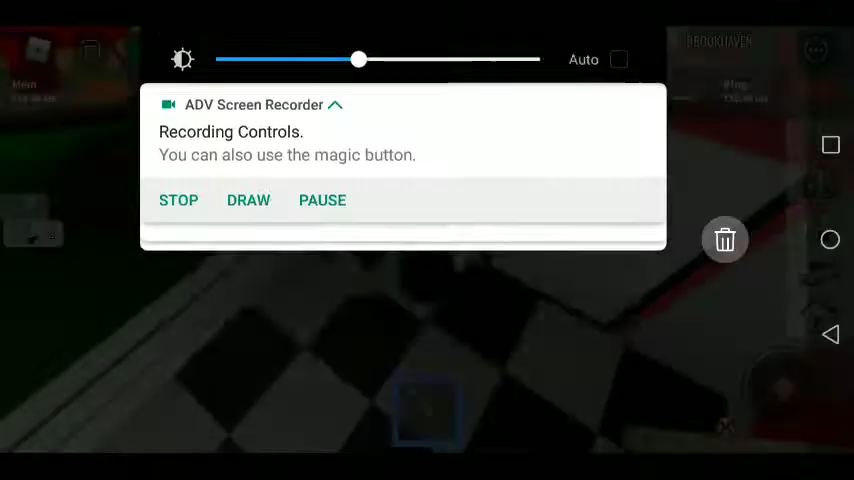 BROOKHAVEN
Auto
ADV Screen Recorder
Recording Controls.
You can also use the magic button.
STOP DRAW PAUSE